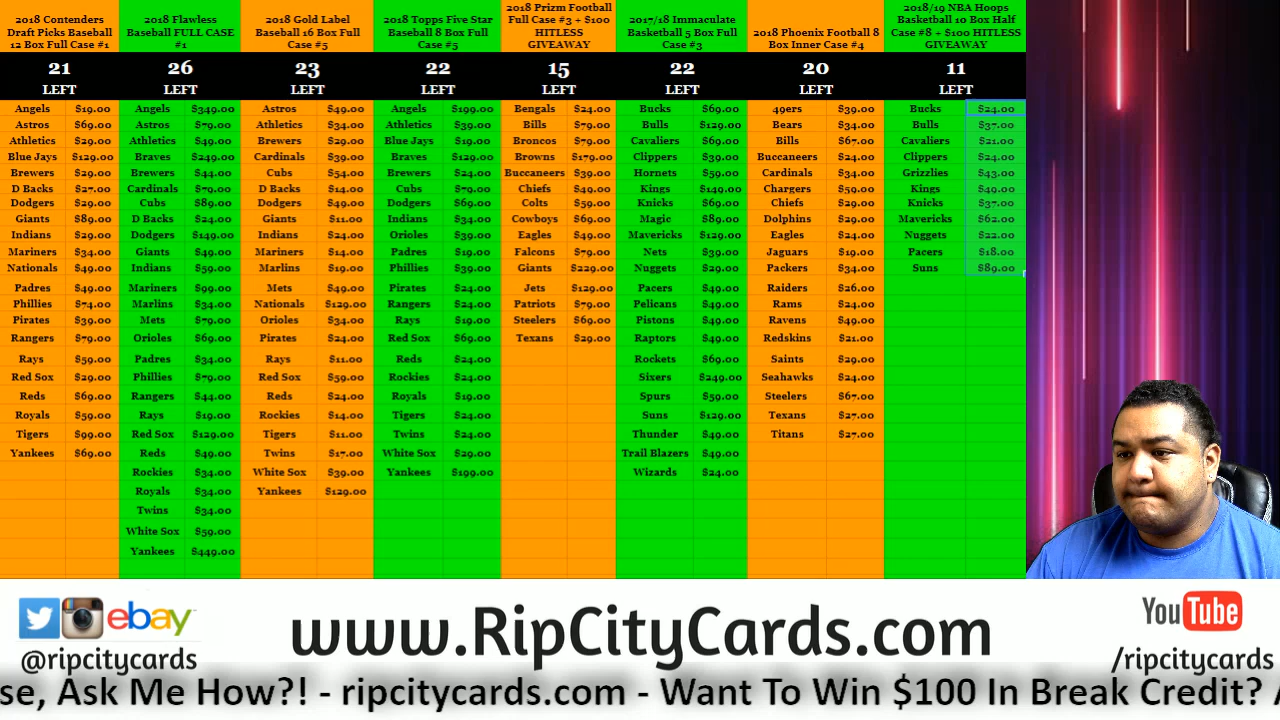 2018 Contenders
Draft Picks Baseball
12 Box Full Case #1
21
LEFT
Angels $19.00
Astros $69.00
Athletics $29.00
Blue Jays $129.00
Brewers $29.00
D Backs $27.00
Dodgers $29.00
Giants $89.00
Indians $29.00
Mariners $34.00
Nationals $49.00
Padres $49.00
Phillies $74.00
Pirates $39.00
Rangers $79.00
Rays $59.00
Red Sox $29.00
Reds $69.00
Royals $59.00
Tigers $99.00
Yankees $69.00
2018 Flawless
Baseball FULL CASE
#1
26
LEFT
Angels $349.00
Astros $79.00
Athletics $49.00
Braves $249.00
Brewers $44.00
Cardinals $79.00
Cubs $89.00
D Backs $24.00
Dodgers $149.00
Giants $49.00
Indians $59.00
Mariners $99.00
Marlins $34.00
Mets $79.00
Orioles $69.00
Padres $34.00
Phillies $79.00
Rangers $44.00
Rays $19.00
Red Sox $129.00
Reds $49.00
Rockies $34.00
Royals $34.00
Twins $34.00
White Sox $59.00
Yankees $449.00
2018 Gold Label
Baseball 16 Box Full
Case #5
23
LEFT
Astros $49.00
Athletics $34.00
Brewers $29.00
Cardinals $39.00
Cubs $54.00
D Backs $14.00
Dodgers $49.00
Giants $11.00
Indians $24.00
Mariners $14.00
Marlins $19.00
Mets $49.00
Nationals $129.00
Orioles $34.00
Pirates $24.00
Rays $11.00
Red Sox $59.00
Reds $24.00
Rockies $14.00
Tigers $11.00
Twins $17.00
White Sox $39.00
Yankees $129.00
2018 Topps Five Star
Baseball 8 Box Full
Case #5
22
LEFT
Angels $199.00
Athletics $39.00
Blue Jays $19.00
Braves $129.00
Brewers $24.00
Cubs $79.00
Dodgers $69.00
Indians $34.00
Orioles $39.00
Padres $19.00
Phillies $39.00
Pirates $24.00
Rangers $24.00
Rays $19.00
Red Sox $69.00
Reds $24.00
Rockies $24.00
Royals $19.00
Tigers $24.00
Twins $24.00
White Sox $29.00
Yankees $199.00
2018 Prizm Football
Full Case #3 + $100
HITLESS
GIVEAWAY
15
LEFT
Bengals $24.00
Bills $79.00
Broncos $79.00
Browns $179.00
Buccaneers $39.00
Chiefs $49.00
Colts $59.00
Cowboys $69.00
Eagles $49.00
Falcons $79.00
Giants $229.00
Jets $129.00
Patriots $79.00
Steelers $69.00
Texans $29.00
2017/18 Immaculate
Basketball 5 Box Full
Case #3
22
LEFT
Bucks $69.00
Bulls $129.00
Cavaliers $69.00
Clippers $39.00
Hornets $59.00
Kings $149.00
Knicks $69.00
Magic $89.00
Mavericks $129.00
Nets $39.00
Nuggets $29.00
Pacers $49.00
Pelicans $49.00
Pistons $49.00
Raptors $49.00
Rockets $69.00
Sixers $249.00
Spurs $59.00
Suns $129.00
Thunder $49.00
Trail Blazers $49.00
Wizards $24.00
2018 Phoenix Football 8
Box Inner Case #4
20
LEFT
49ers $39.00
Bears $34.00
Bills $67.00
Buccaneers $24.00
Cardinals $34.00
Chargers $59.00
Chiefs $29.00
Dolphins $29.00
Eagles $24.00
Jaguars $19.00
Packers $34.00
Raiders $26.00
Rams $24.00
Ravens $49.00
Redskins $21.00
Saints $29.00
Seahawks $24.00
Steelers $67.00
Texans $27.00
Titans $27.00
2018/19 NBA Hoops
Basketball 10 Box Half
Case #8 + $100 HITLESS
GIVEAWAY
11
LEFT
Bucks $24.00
Bulls $37.00
Cavaliers $21.00
Clippers $24.00
Grizzlies $43.00
Kings $49.00
Knicks $37.00
Mavericks $62.00
Nuggets $22.00
Pacers $18.00
Suns $89.00
ebay
@ripcitycards
www.RipCityCards.com
YouTube
/ripcitycards
se, Ask Me How?! - ripcitycards.com - Want To Win $100 In Break Credit?